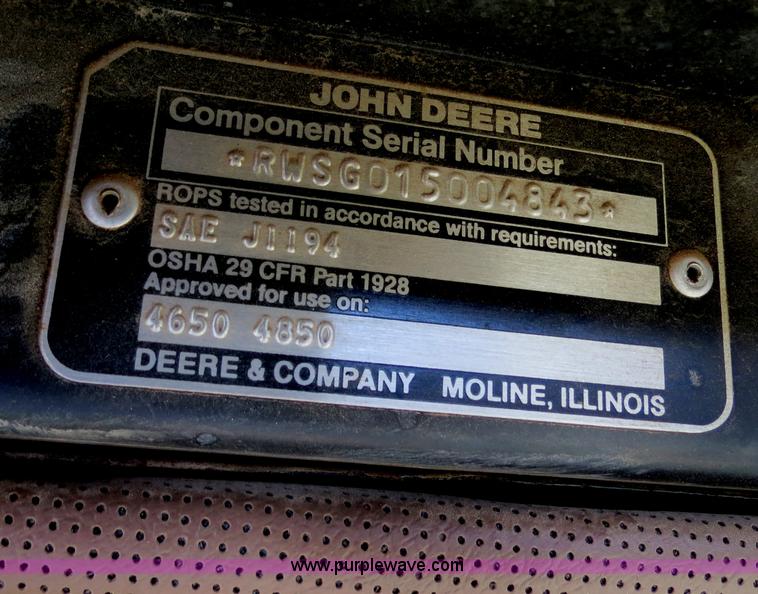 JOHN DEERE
Component Serial Number
*RWSG015004843*
ROPS tested in accordance with requirements:
SAE J1194
OSHA 29 CFR Part 1928
Approved for use on:
4650 4850
DEERE & COMPANY MOLINE, ILLINOIS
www.purplewave.com